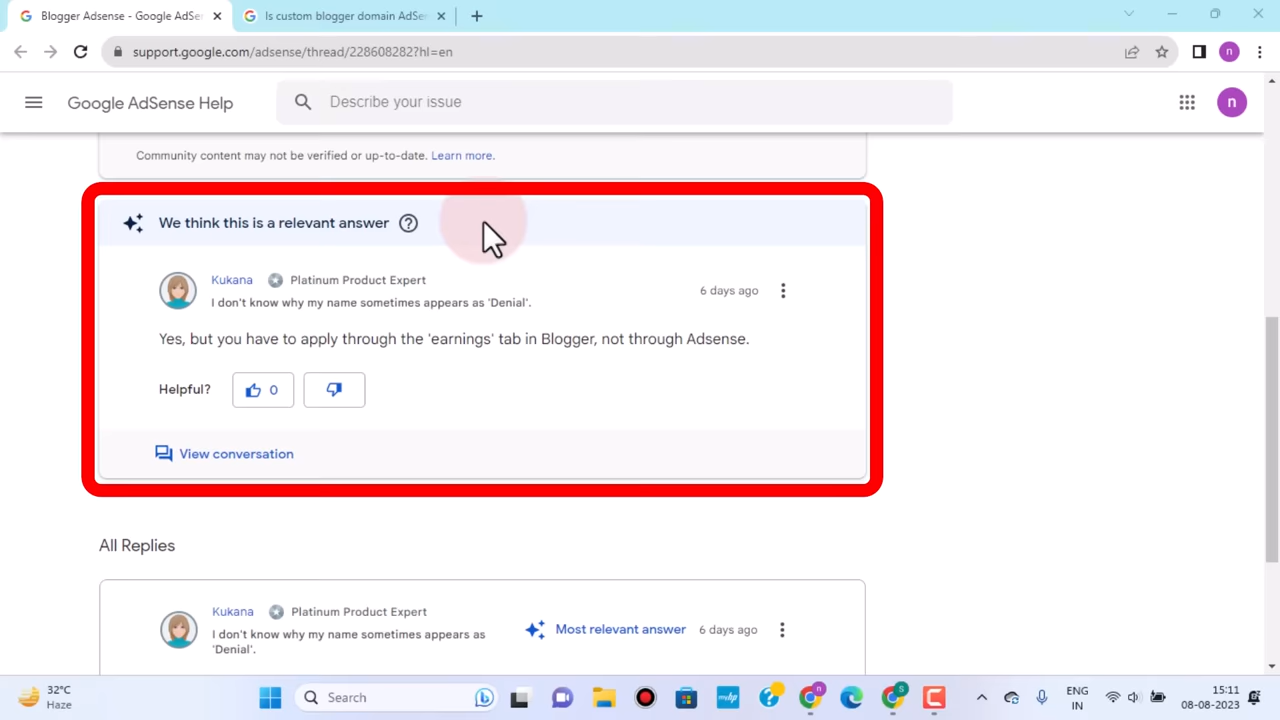 Blogger Adsense - Google AdSer
Is custom blogger domain AdSe
support.google.com/adsense/thread/228608282?hl=en
n
Google AdSense Help
Describe your issue
n
Community content may not be verified or up-to-date. Learn more.
We think this is a relevant answer
Kukana Platinum Product Expert
I don't know why my name sometimes appears as 'Denial'.
6 days ago
Yes, but you have to apply through the 'earnings' tab in Blogger, not through Adsense.
Helpful? 0
View conversation
All Replies
Kukana Platinum Product Expert
I don't know why my name sometimes appears as
'Denial'.
Most relevant answer 6 days ago
32°C
Haze
Search
n
S
ENG
IN
15:11
08-08-2023